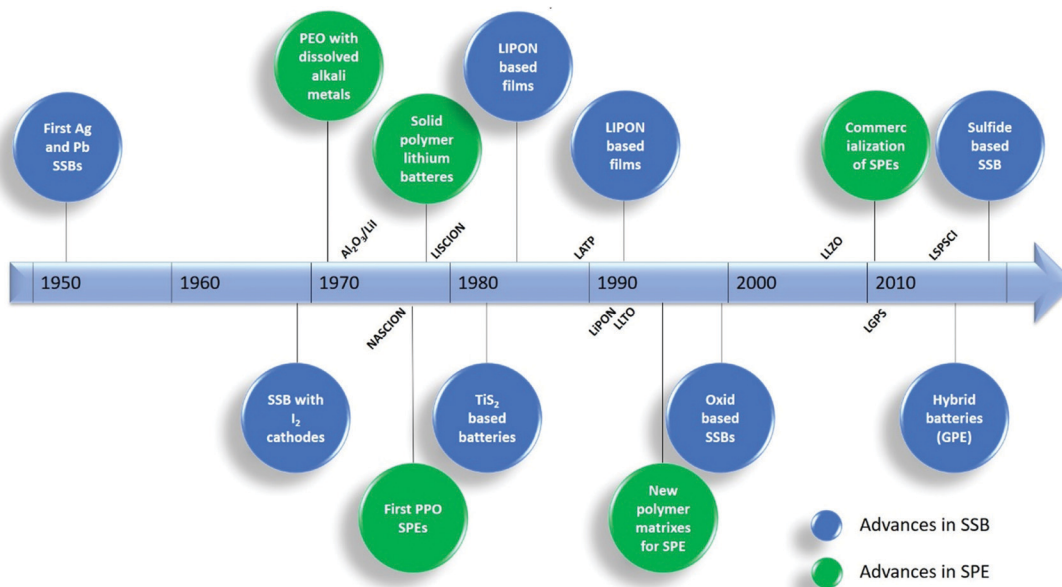 PEO with
dissolved
alkali
metals
LIPON
based
films
First Ag
and Pb
SSBs
Solid
polymer
lithium
batteres
LIPON
based
films
Commerc
ialization
of SPEs
Sulfide
based
SSB
Al₂O₃/LiI
LISCION
LATP
LLZO
LSPSCI
1950
1960
1970
1980
1990
2000
2010
NASCION
LiPON
LLTO
LGPS
SSB with
I₂
cathodes
TiS₂
based
batteries
Oxid
based
SSBs
Hybrid
batteries
(GPE)
First PPO
SPEs
New
polymer
matrixes
for SPE
Advances in SSB
Advances in SPE